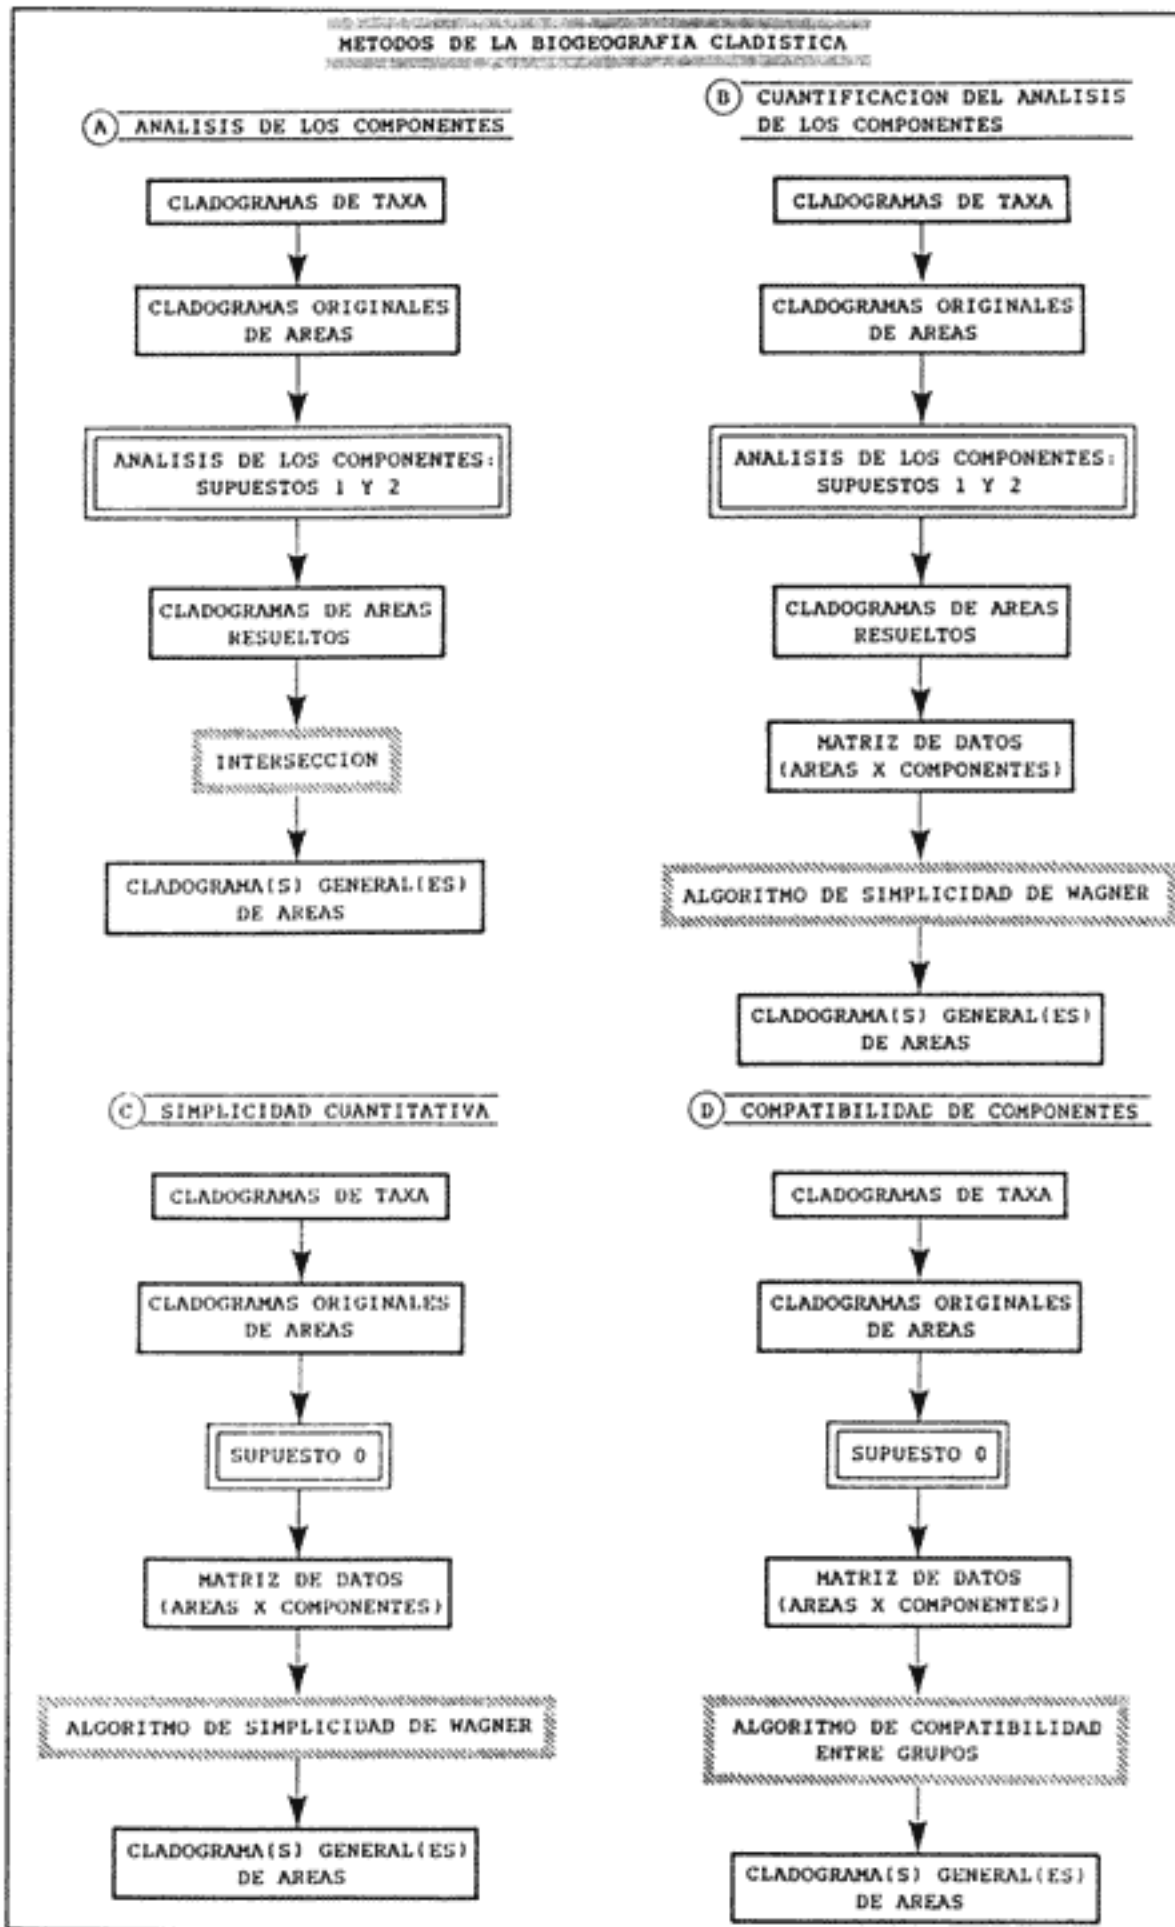 METODOS DE LA BIOGEOGRAFIA CLADISTICA
A ANALISIS DE LOS COMPONENTES
CLADOGRAMAS DE TAXA
CLADOGRAMAS ORIGINALES
DE AREAS
ANALISIS DE LOS COMPONENTES:
SUPUESTOS 1 Y 2
CLADOGRAMAS DE AREAS
RESUELTOS
INTERSECCION
CLADOGRAMA(S) GENERAL(ES)
DE AREAS
B CUANTIFICACION DEL ANALISIS
DE LOS COMPONENTES
CLADOGRAMAS DE TAXA
CLADOGRAMAS ORIGINALES
DE AREAS
ANALISIS DE LOS COMPONENTES:
SUPUESTOS 1 Y 2
CLADOGRAMAS DE AREAS
RESUELTOS
MATRIZ DE DATOS
(AREAS X COMPONENTES)
ALGORITMO DE SIMPLICIDAD DE WAGNER
CLADOGRAMA(S) GENERAL(ES)
DE AREAS
C SIMPLICIDAD CUANTITATIVA
CLADOGRAMAS DE TAXA
CLADOGRAMAS ORIGINALES
DE AREAS
SUPUESTO 0
MATRIZ DE DATOS
(AREAS X COMPONENTES)
ALGORITMO DE SIMPLICIDAD DE WAGNER
CLADOGRAMA(S) GENERAL(ES)
DE AREAS
D COMPATIBILIDAD DE COMPONENTES
CLADOGRAMAS DE TAXA
CLADOGRAMAS ORIGINALES
DE AREAS
SUPUESTO 0
MATRIZ DE DATOS
(AREAS X COMPONENTES)
ALGORITMO DE COMPATIBILIDAD
ENTRE GRUPOS
CLADOGRAMA(S) GENERAL(ES)
DE AREAS